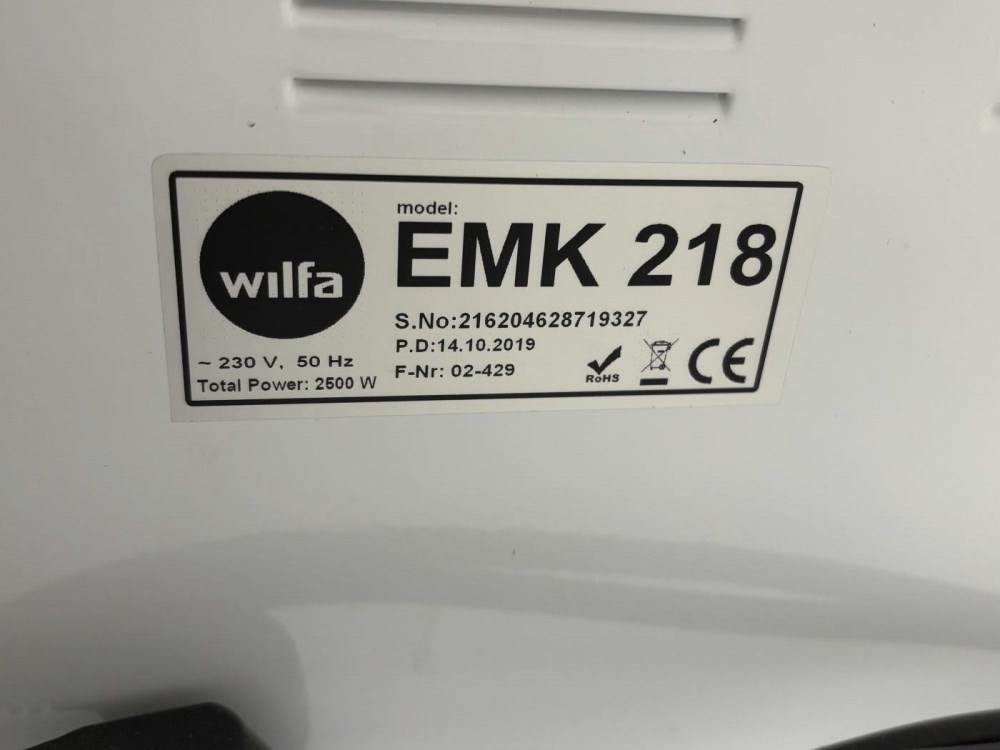 wilfa
model:
EMK 218
S.No:216204628719327
P.D:14.10.2019
F-Nr: 02-429
~ 230 V, 50 Hz
Total Power: 2500 W
RoHS
CE